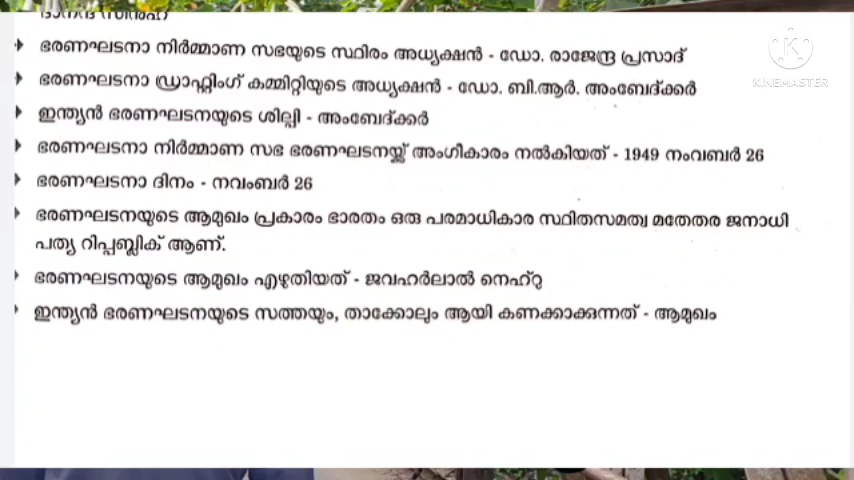 ഭരണഘടനാ നിർമ്മാണ സഭയുടെ സ്ഥിരം അധ്യക്ഷൻ - ഡോ. രാജേന്ദ്ര പ്രസാദ്
ഭരണഘടനാ ഡ്രാഫ്റ്റിംഗ് കമ്മിറ്റിയുടെ അധ്യക്ഷൻ - ഡോ. ബി.ആർ. അംബേദ്ക്കർ
ഇന്ത്യൻ ഭരണഘടനയുടെ ശില്പി - അംബേദ്ക്കർ
ഭരണഘടനാ നിർമ്മാണ സഭ ഭരണഘടനയ്ക്ക് അംഗീകാരം നൽകിയത് - 1949 നംവബർ 26
ഭരണഘടനാ ദിനം - നവംബർ 26
ഭരണഘടനയുടെ ആമുഖം പ്രകാരം ഭാരതം ഒരു പരമാധികാര സ്ഥിതസമത്വ മതേതര ജനാധി
പത്യ റിപ്പബ്ലിക് ആണ്.
ഭരണഘടനയുടെ ആമുഖം എഴുതിയത് - ജവഹർലാൽ നെഹ്റു
ഇന്ത്യൻ ഭരണഘടനയുടെ സത്തയും, താക്കോലും ആയി കണക്കാക്കുന്നത് - ആമുഖം
KINEMASTER